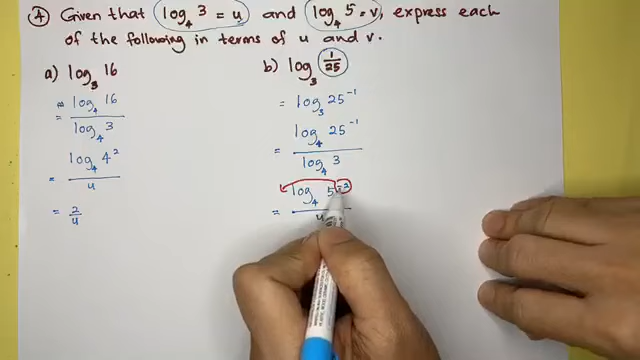 ④ Given that log₄ 3 = u and log₄ 5 = v, express each
of the following in terms of u and v.
a) log₃ 16
= log₄ 16 / log₄ 3
= log₄ 4² / u
= 2/u
b) log₃ 1/25
= log₃ 25⁻¹
= log₄ 25⁻¹ / log₄ 3
= log₄ 5⁻² / u